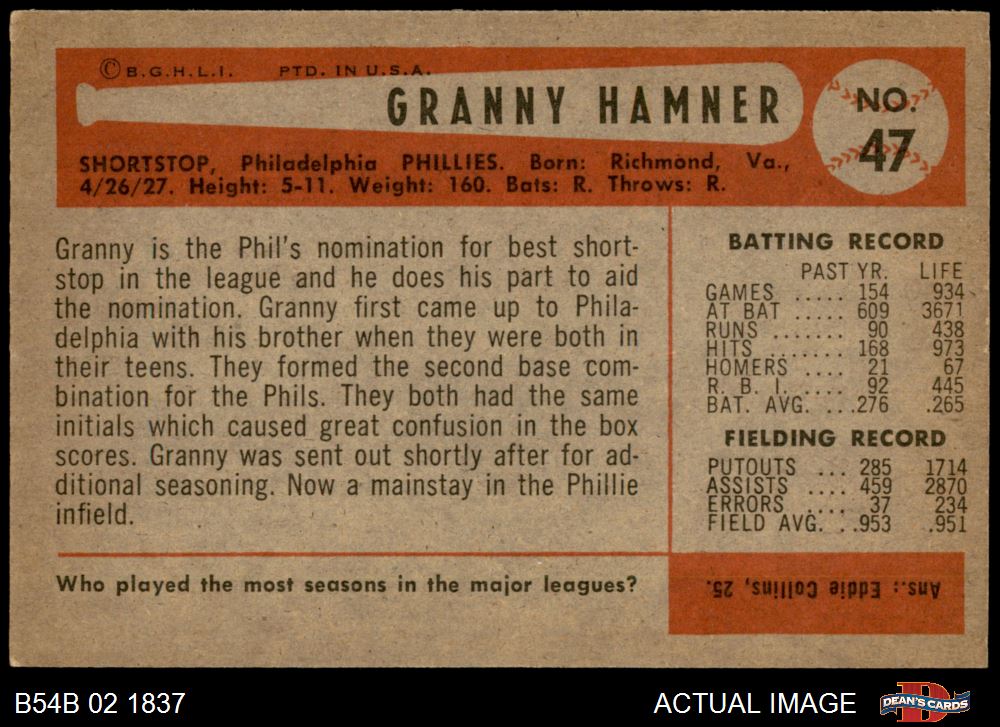 © B.G.H.L.I. PTD. IN U.S.A.
GRANNY HAMNER
NO.
47
SHORTSTOP, Philadelphia PHILLIES. Born: Richmond, Va.,
4/26/27. Height: 5-11. Weight: 160. Bats: R. Throws: R.
Granny is the Phil's nomination for best short-
stop in the league and he does his part to aid
the nomination. Granny first came up to Phila-
delphia with his brother when they were both in
their teens. They formed the second base com-
bination for the Phils. They both had the same
initials which caused great confusion in the box
scores. Granny was sent out shortly after for ad-
ditional seasoning. Now a mainstay in the Phillie
infield.
BATTING RECORD
PAST YR. LIFE
GAMES ..... 154 934
AT BAT ..... 609 3671
RUNS ....... 90 438
HITS ....... 168 973
HOMERS .... 21 67
R. B. I. .... 92 445
BAT. AVG. ...276 .265
FIELDING RECORD
PUTOUTS ... 285 1714
ASSISTS .... 459 2870
ERRORS .... 37 234
FIELD AVG. ..953 .951
Who played the most seasons in the major leagues?
Ans.: Eddie Collins, 25.
B54B 02 1837
ACTUAL IMAGE
DEAN'S CARDS